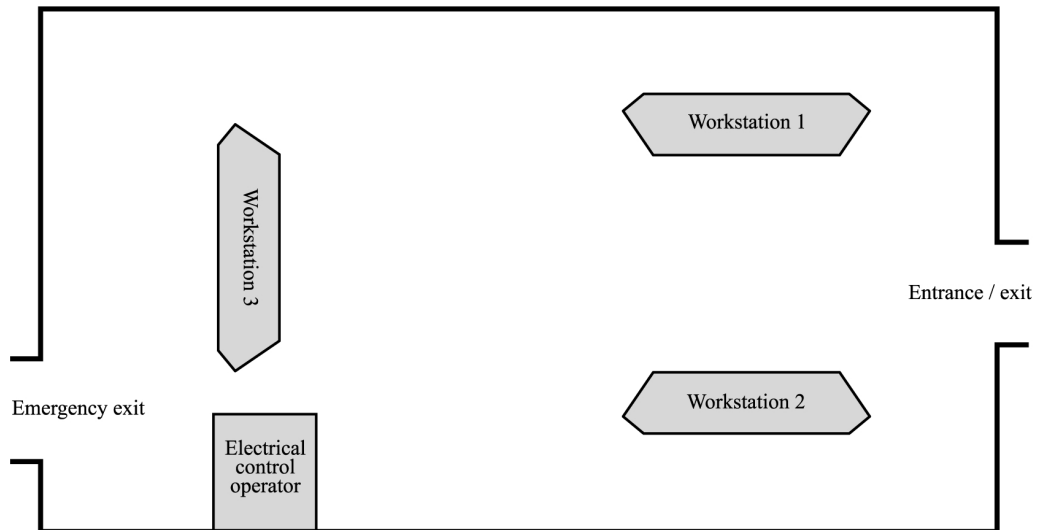 Workstation 1
Workstation 3
Entrance / exit
Workstation 2
Emergency exit
Electrical
control
operator